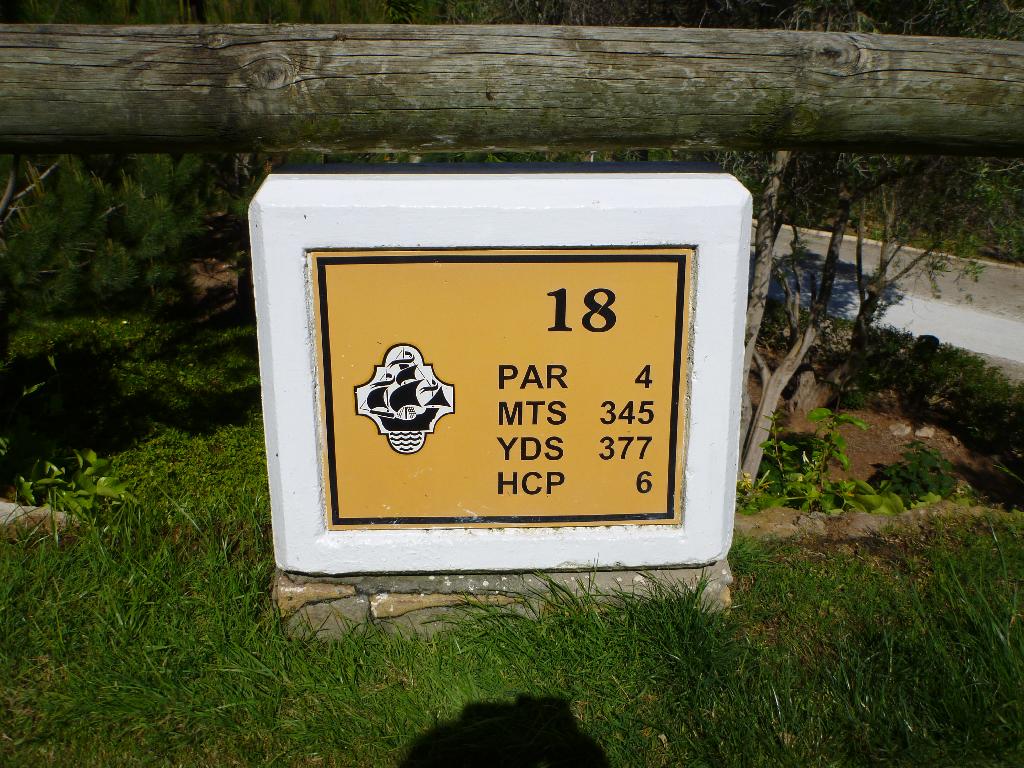 18
PAR 4
MTS 345
YDS 377
HCP 6